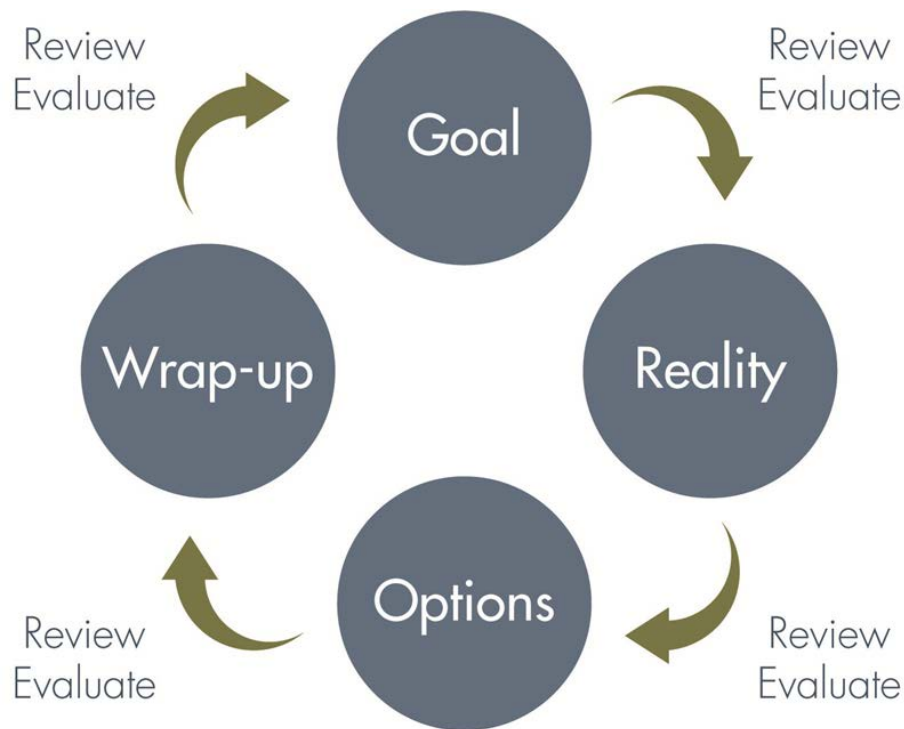 Review
Evaluate
Goal
Review
Evaluate
Wrap-up
Reality
Options
Review
Evaluate
Review
Evaluate